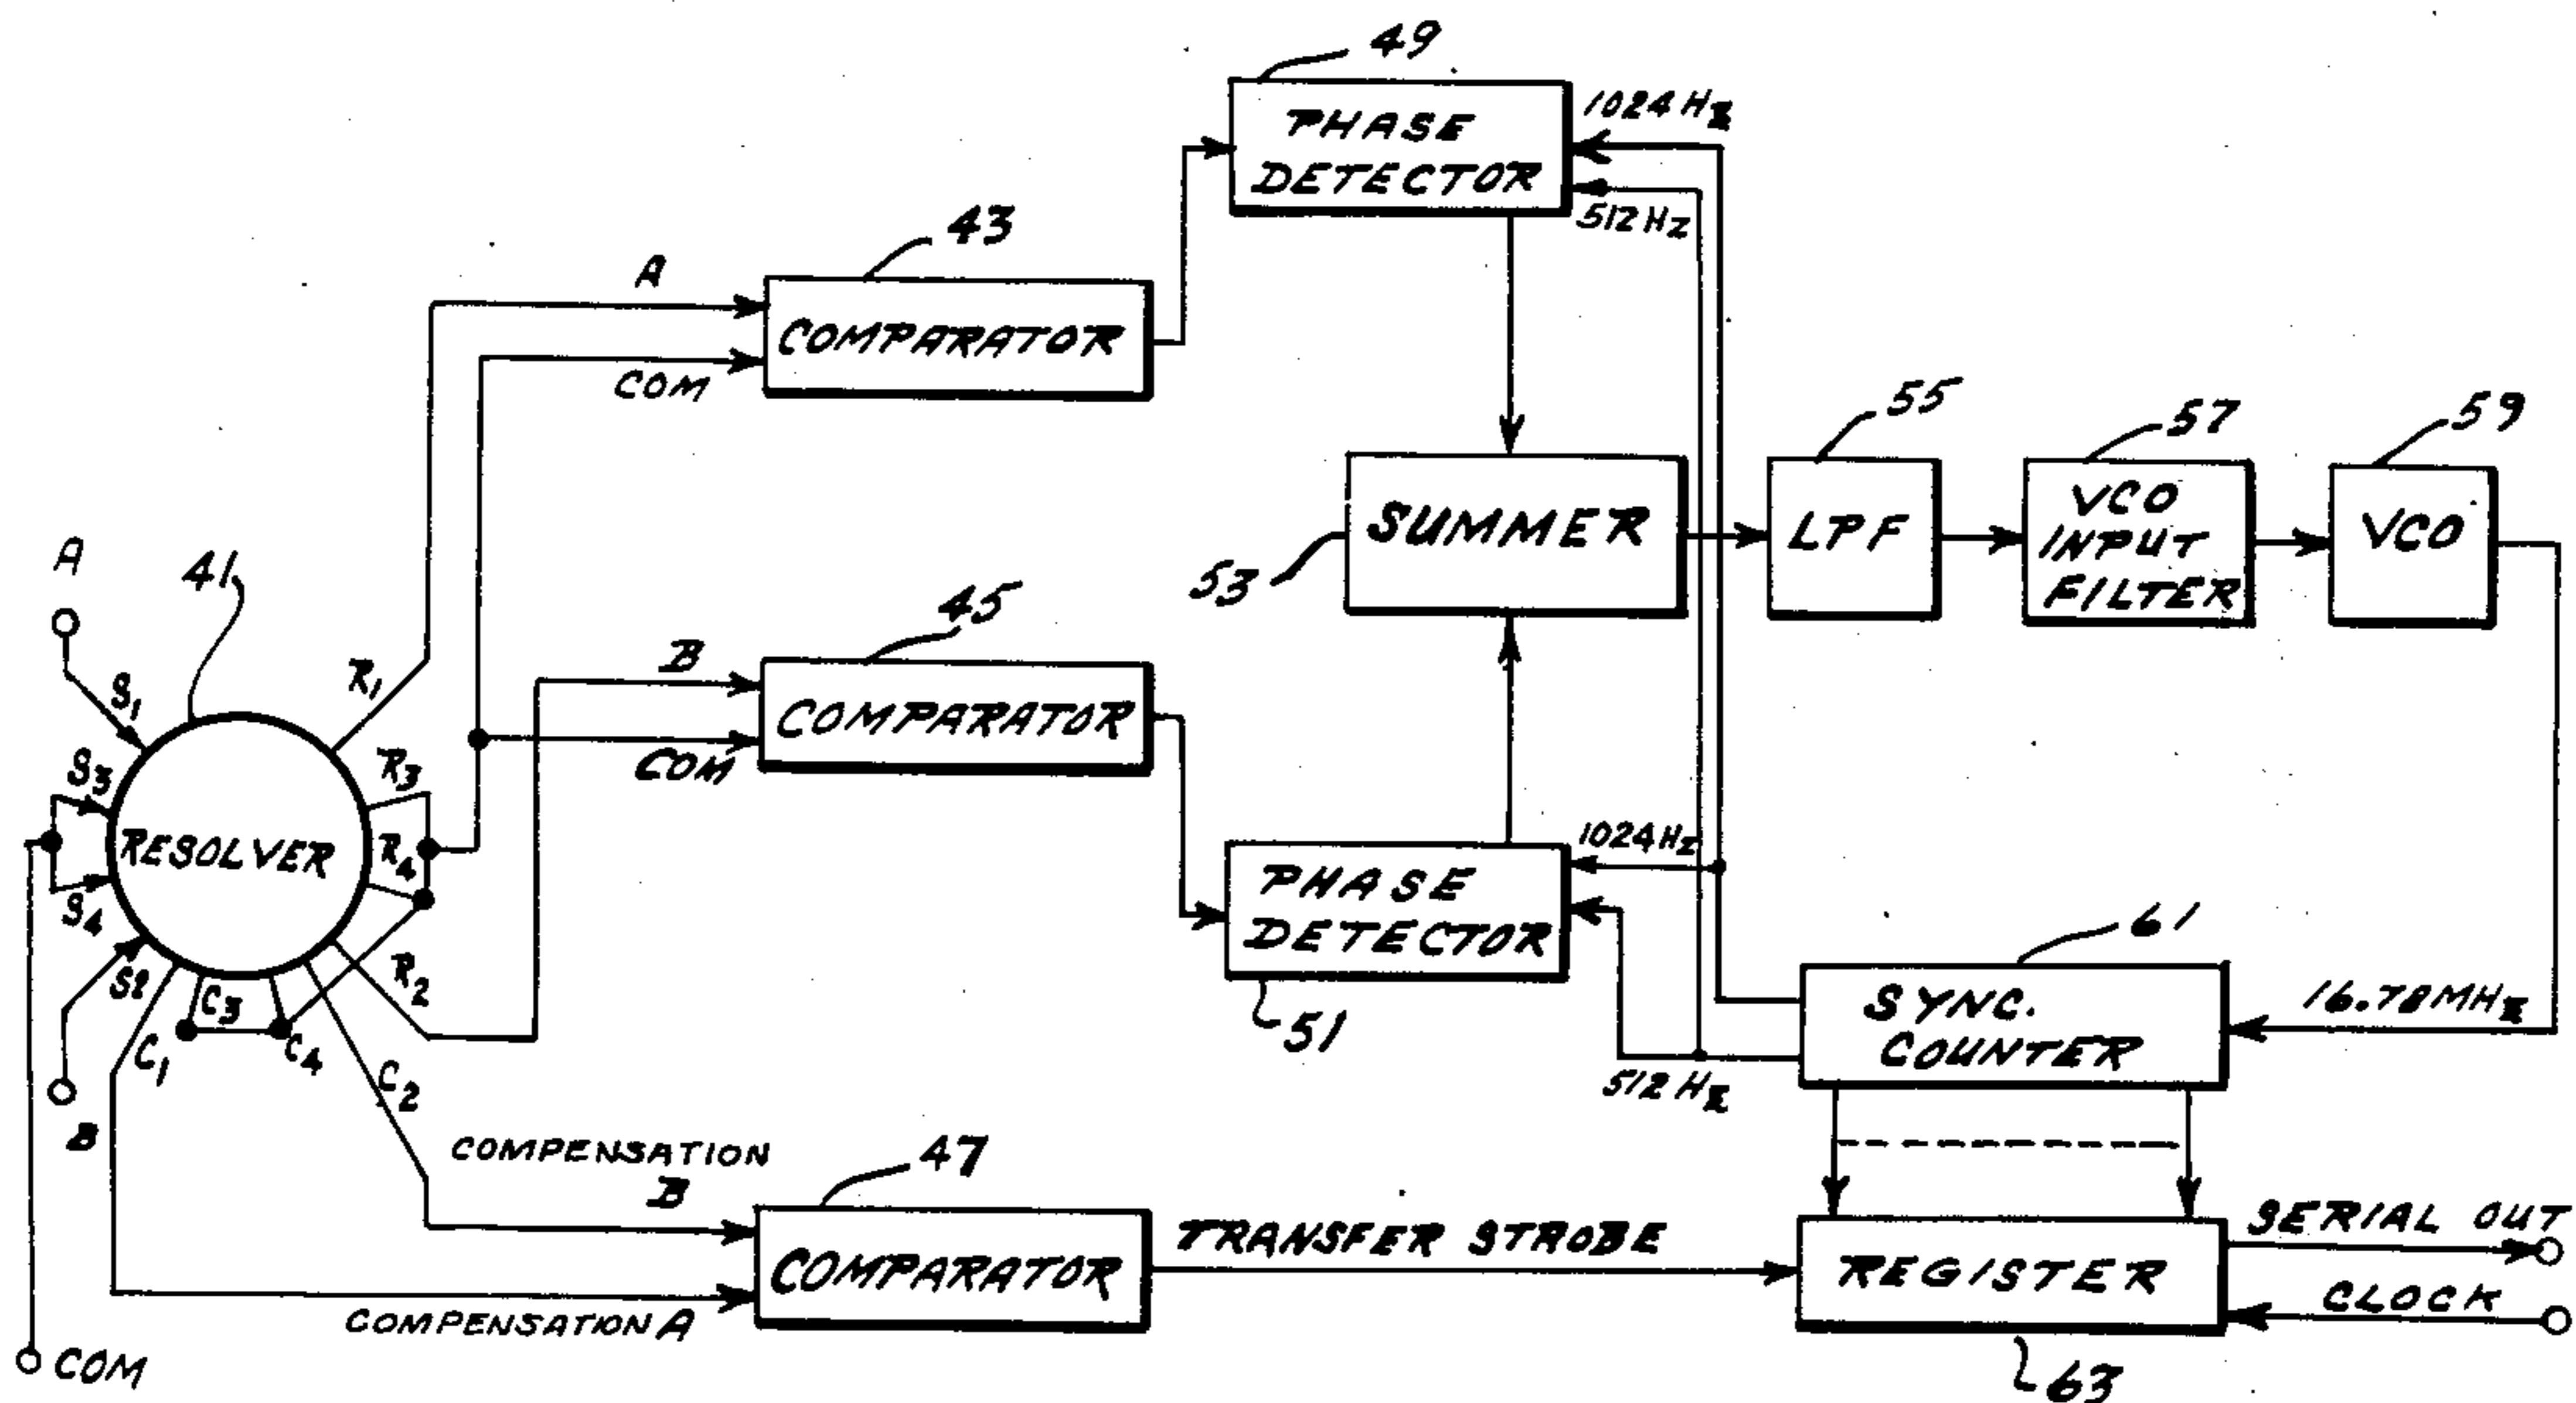 49
PHASE
DETECTOR
1024 Hz
512 Hz
43
A
COMPARATOR
COM
55
57
59
SUMMER
53
LPF
VCO
INPUT
FILTER
VCO
A
41
45
B
COMPARATOR
COM
S1
S3
S4
S2
RESOLVER
R1
R3
R4
R2
C3
C4
C1
C2
B
COM
1024 Hz
PHASE
DETECTOR
51
512 Hz
61
SYNC.
COUNTER
16.78 MHz
COMPENSATION
B
47
COMPARATOR
COMPENSATION A
TRANSFER STROBE
REGISTER
SERIAL OUT
CLOCK
63